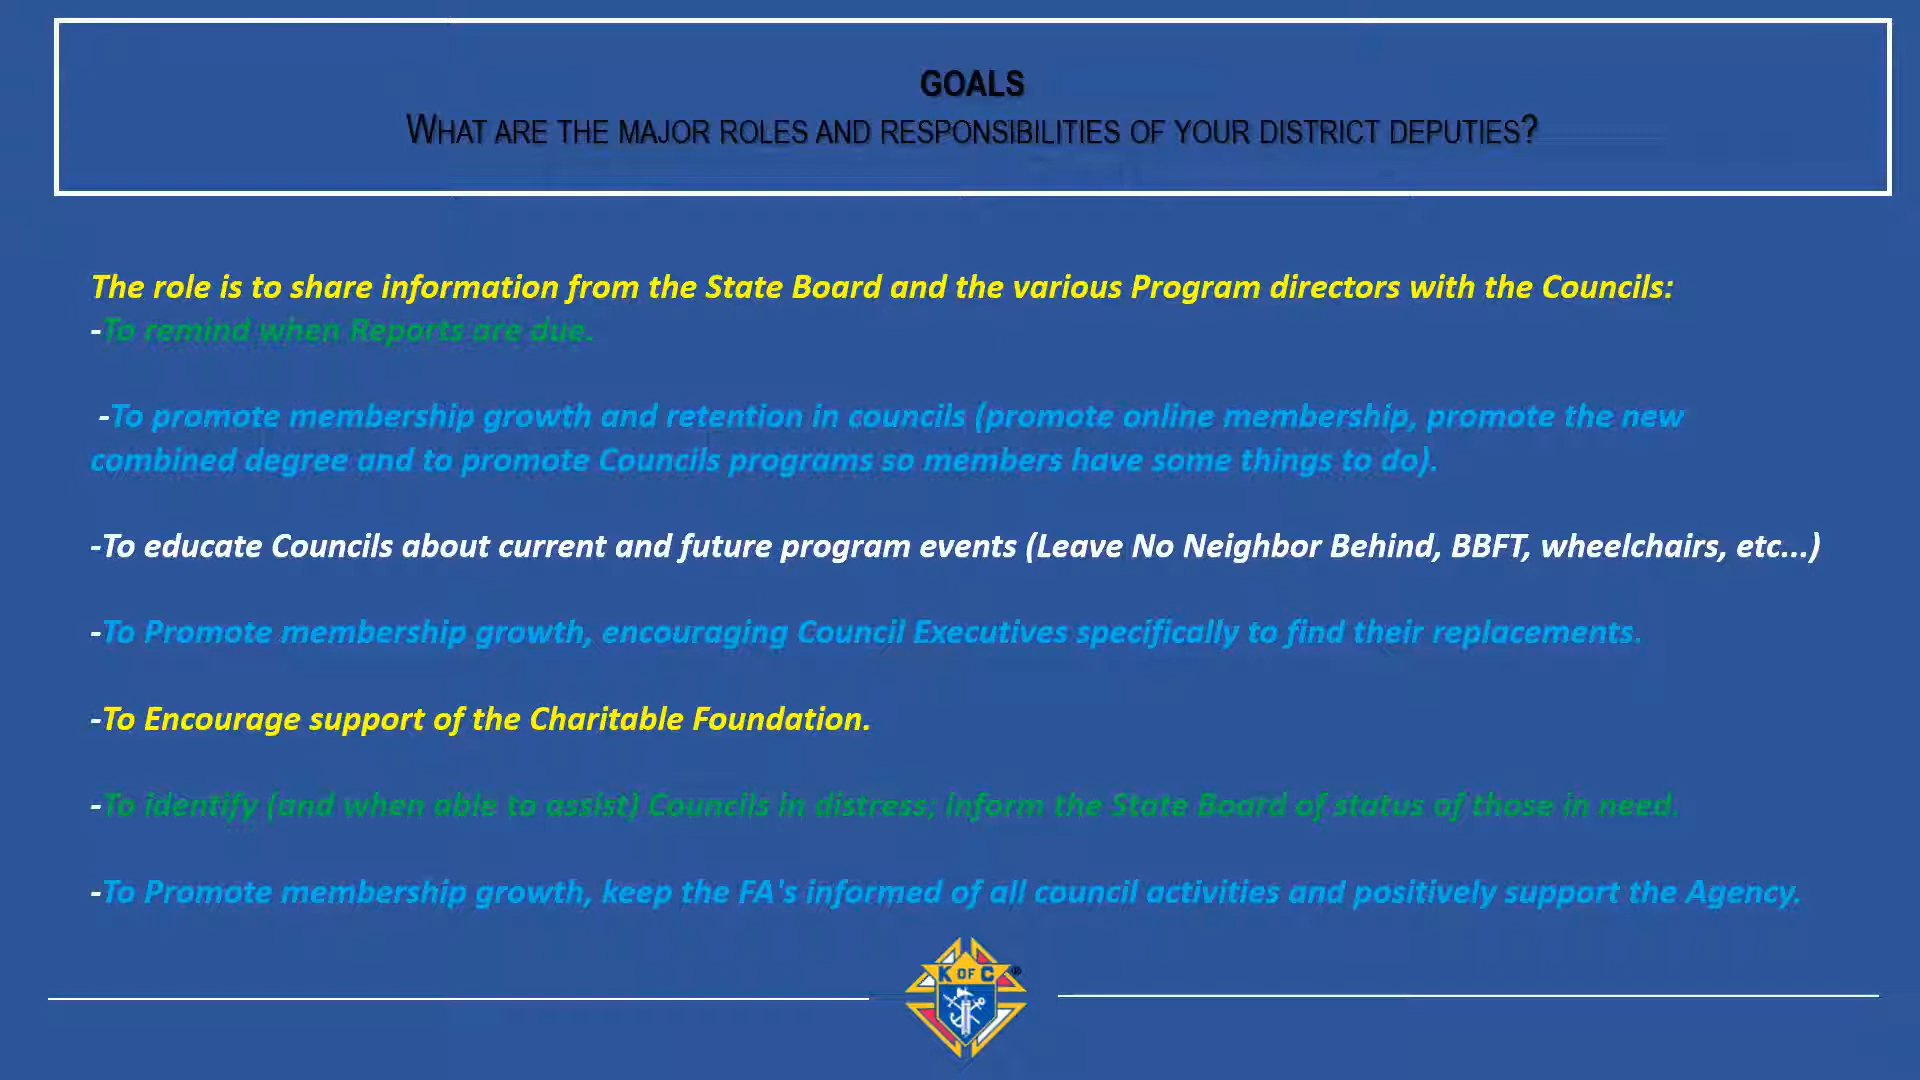 GOALS
WHAT ARE THE MAJOR ROLES AND RESPONSIBILITIES OF YOUR DISTRICT DEPUTIES?
The role is to share information from the State Board and the various Program directors with the Councils:
-To remind when Reports are due.
-To promote membership growth and retention in councils (promote online membership, promote the new
combined degree and to promote Councils programs so members have some things to do).
-To educate Councils about current and future program events (Leave No Neighbor Behind, BBFT, wheelchairs, etc...)
-To Promote membership growth, encouraging Council Executives specifically to find their replacements.
-To Encourage support of the Charitable Foundation.
-To identify (and when able to assist) Councils in distress; inform the State Board of status of those in need.
-To Promote membership growth, keep the FA's informed of all council activities and positively support the Agency.
K OF C